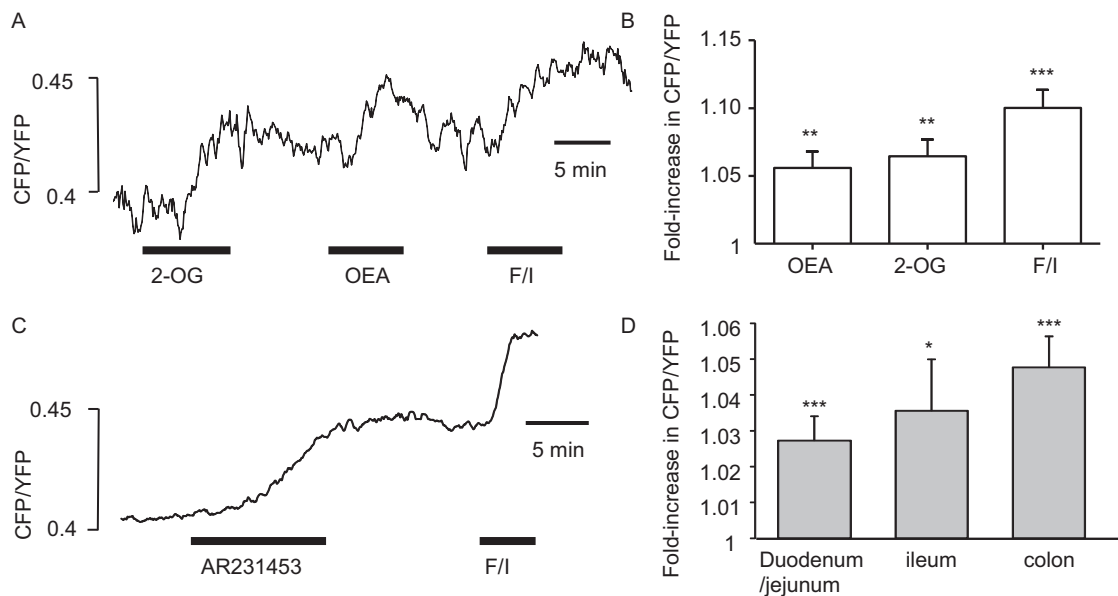 A
CFP/YFP
0.45
0.4
5 min
2-OG
OEA
F/I
B
Fold-increase in CFP/YFP
1.15
1.10
1.05
1
**
**
***
OEA
2-OG
F/I
C
CFP/YFP
0.45
0.4
5 min
AR231453
F/I
D
Fold-increase in CFP/YFP
1.06
1.05
1.04
1.03
1.02
1.01
1
***
*
***
Duodenum
/jejunum
ileum
colon